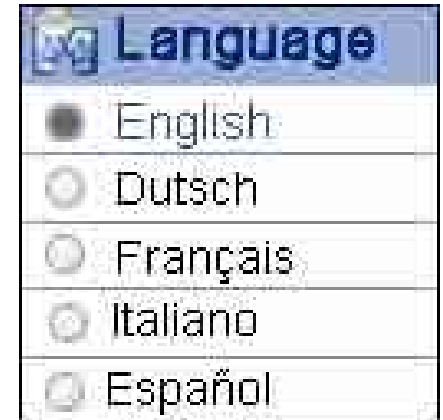 Language
English
Dutsch
Français
Italiano
Español